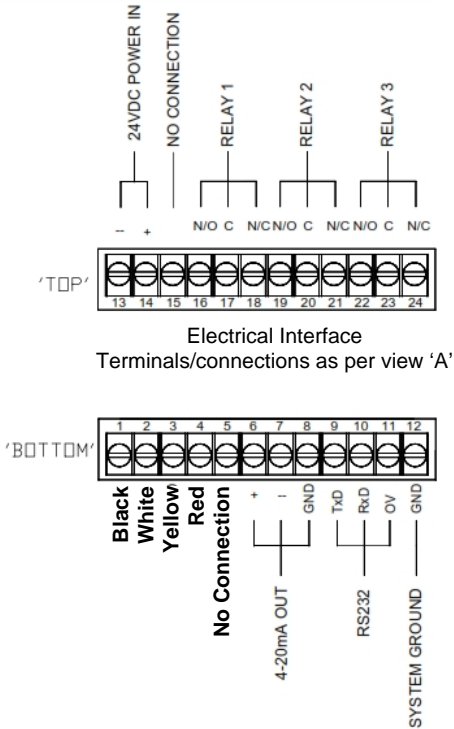 24VDC POWER IN
NO CONNECTION
RELAY 1
RELAY 2
RELAY 3
-- + N/O C N/C N/O C N/C N/O C N/C
'TOP'
13 14 15 16 17 18 19 20 21 22 23 24
Electrical Interface
Terminals/connections as per view 'A'
1 2 3 4 5 6 7 8 9 10 11 12
'BOTTOM'
Black
White
Yellow
Red
No Connection
+
--
GND
TxD
RxD
OV
GND
4-20mA OUT
RS232
SYSTEM GROUND